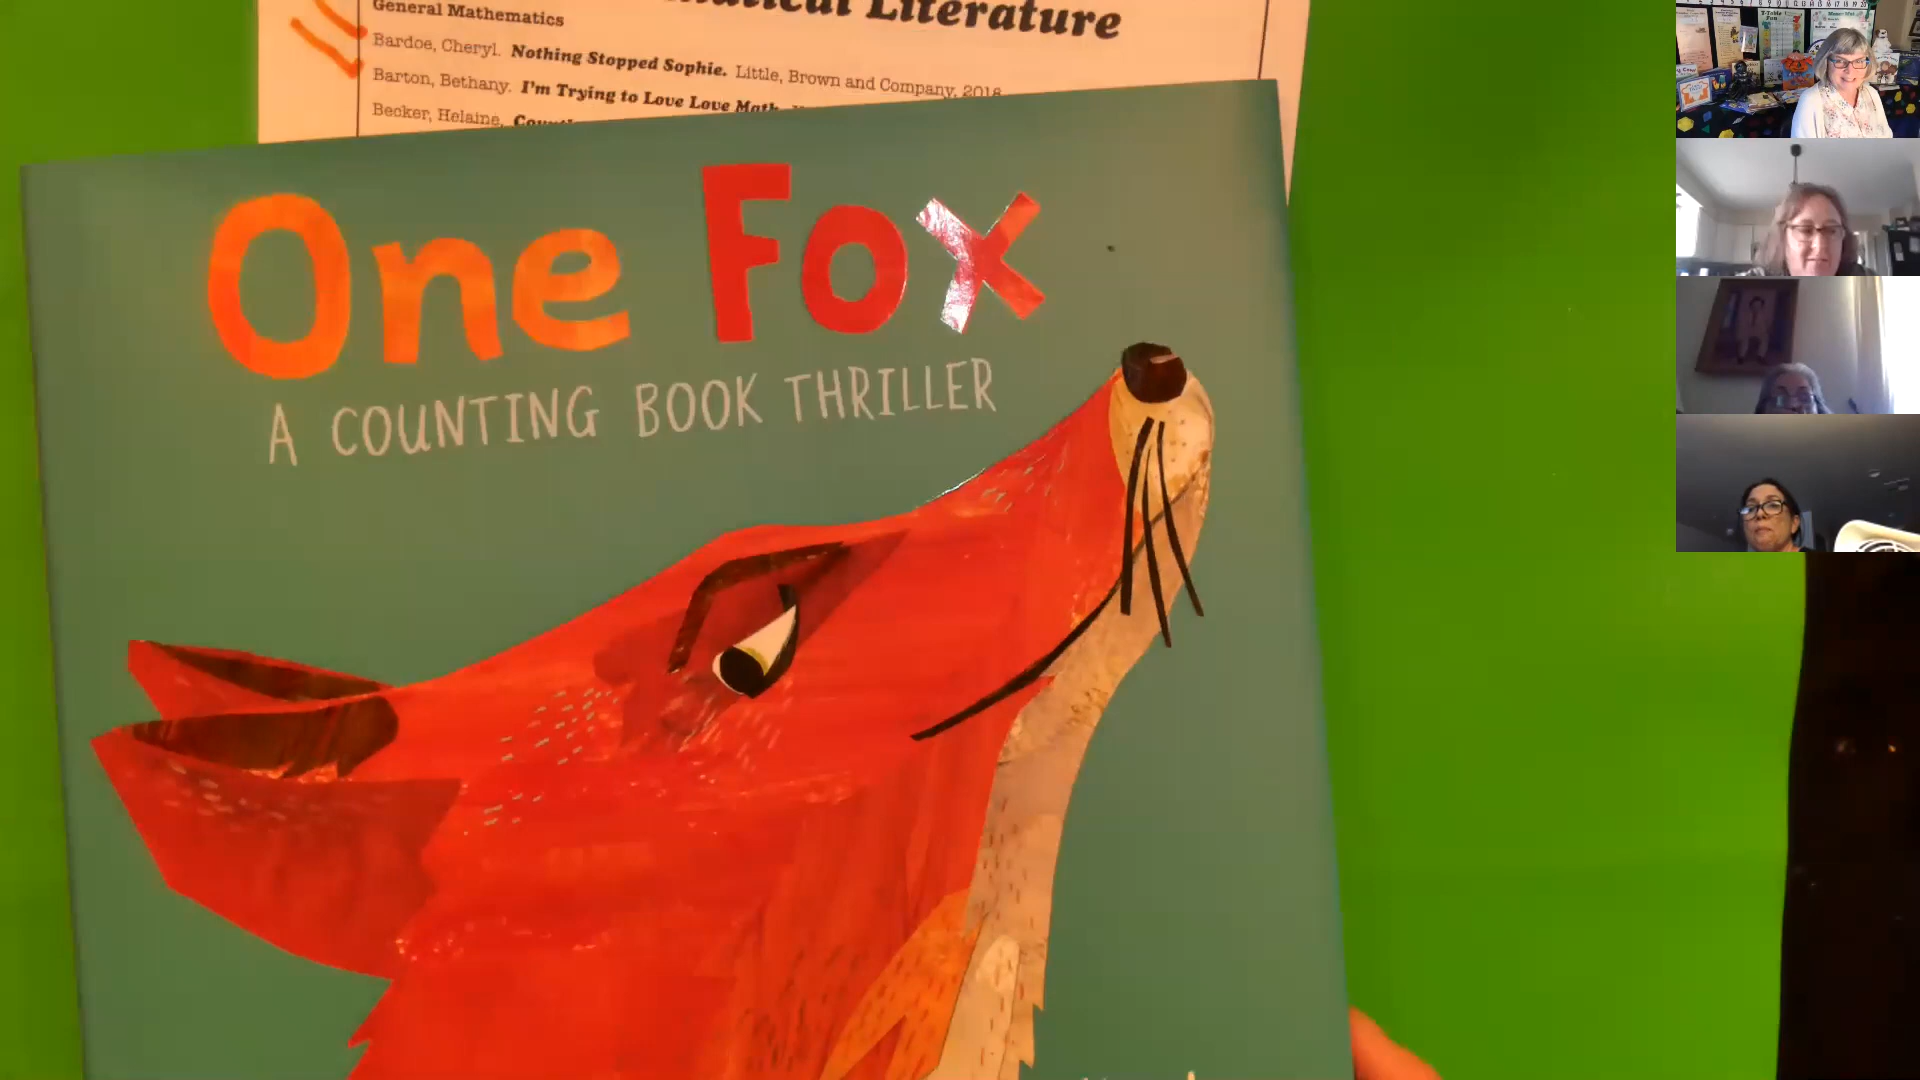 Literature
General Mathematics
Bardoe, Cheryl. Nothing Stopped Sophie. Little, Brown and Company, 2018
Barton, Bethany. I'm Trying to Love Love Math.
Becker, Helaine.
One Fox
A COUNTING BOOK THRILLER